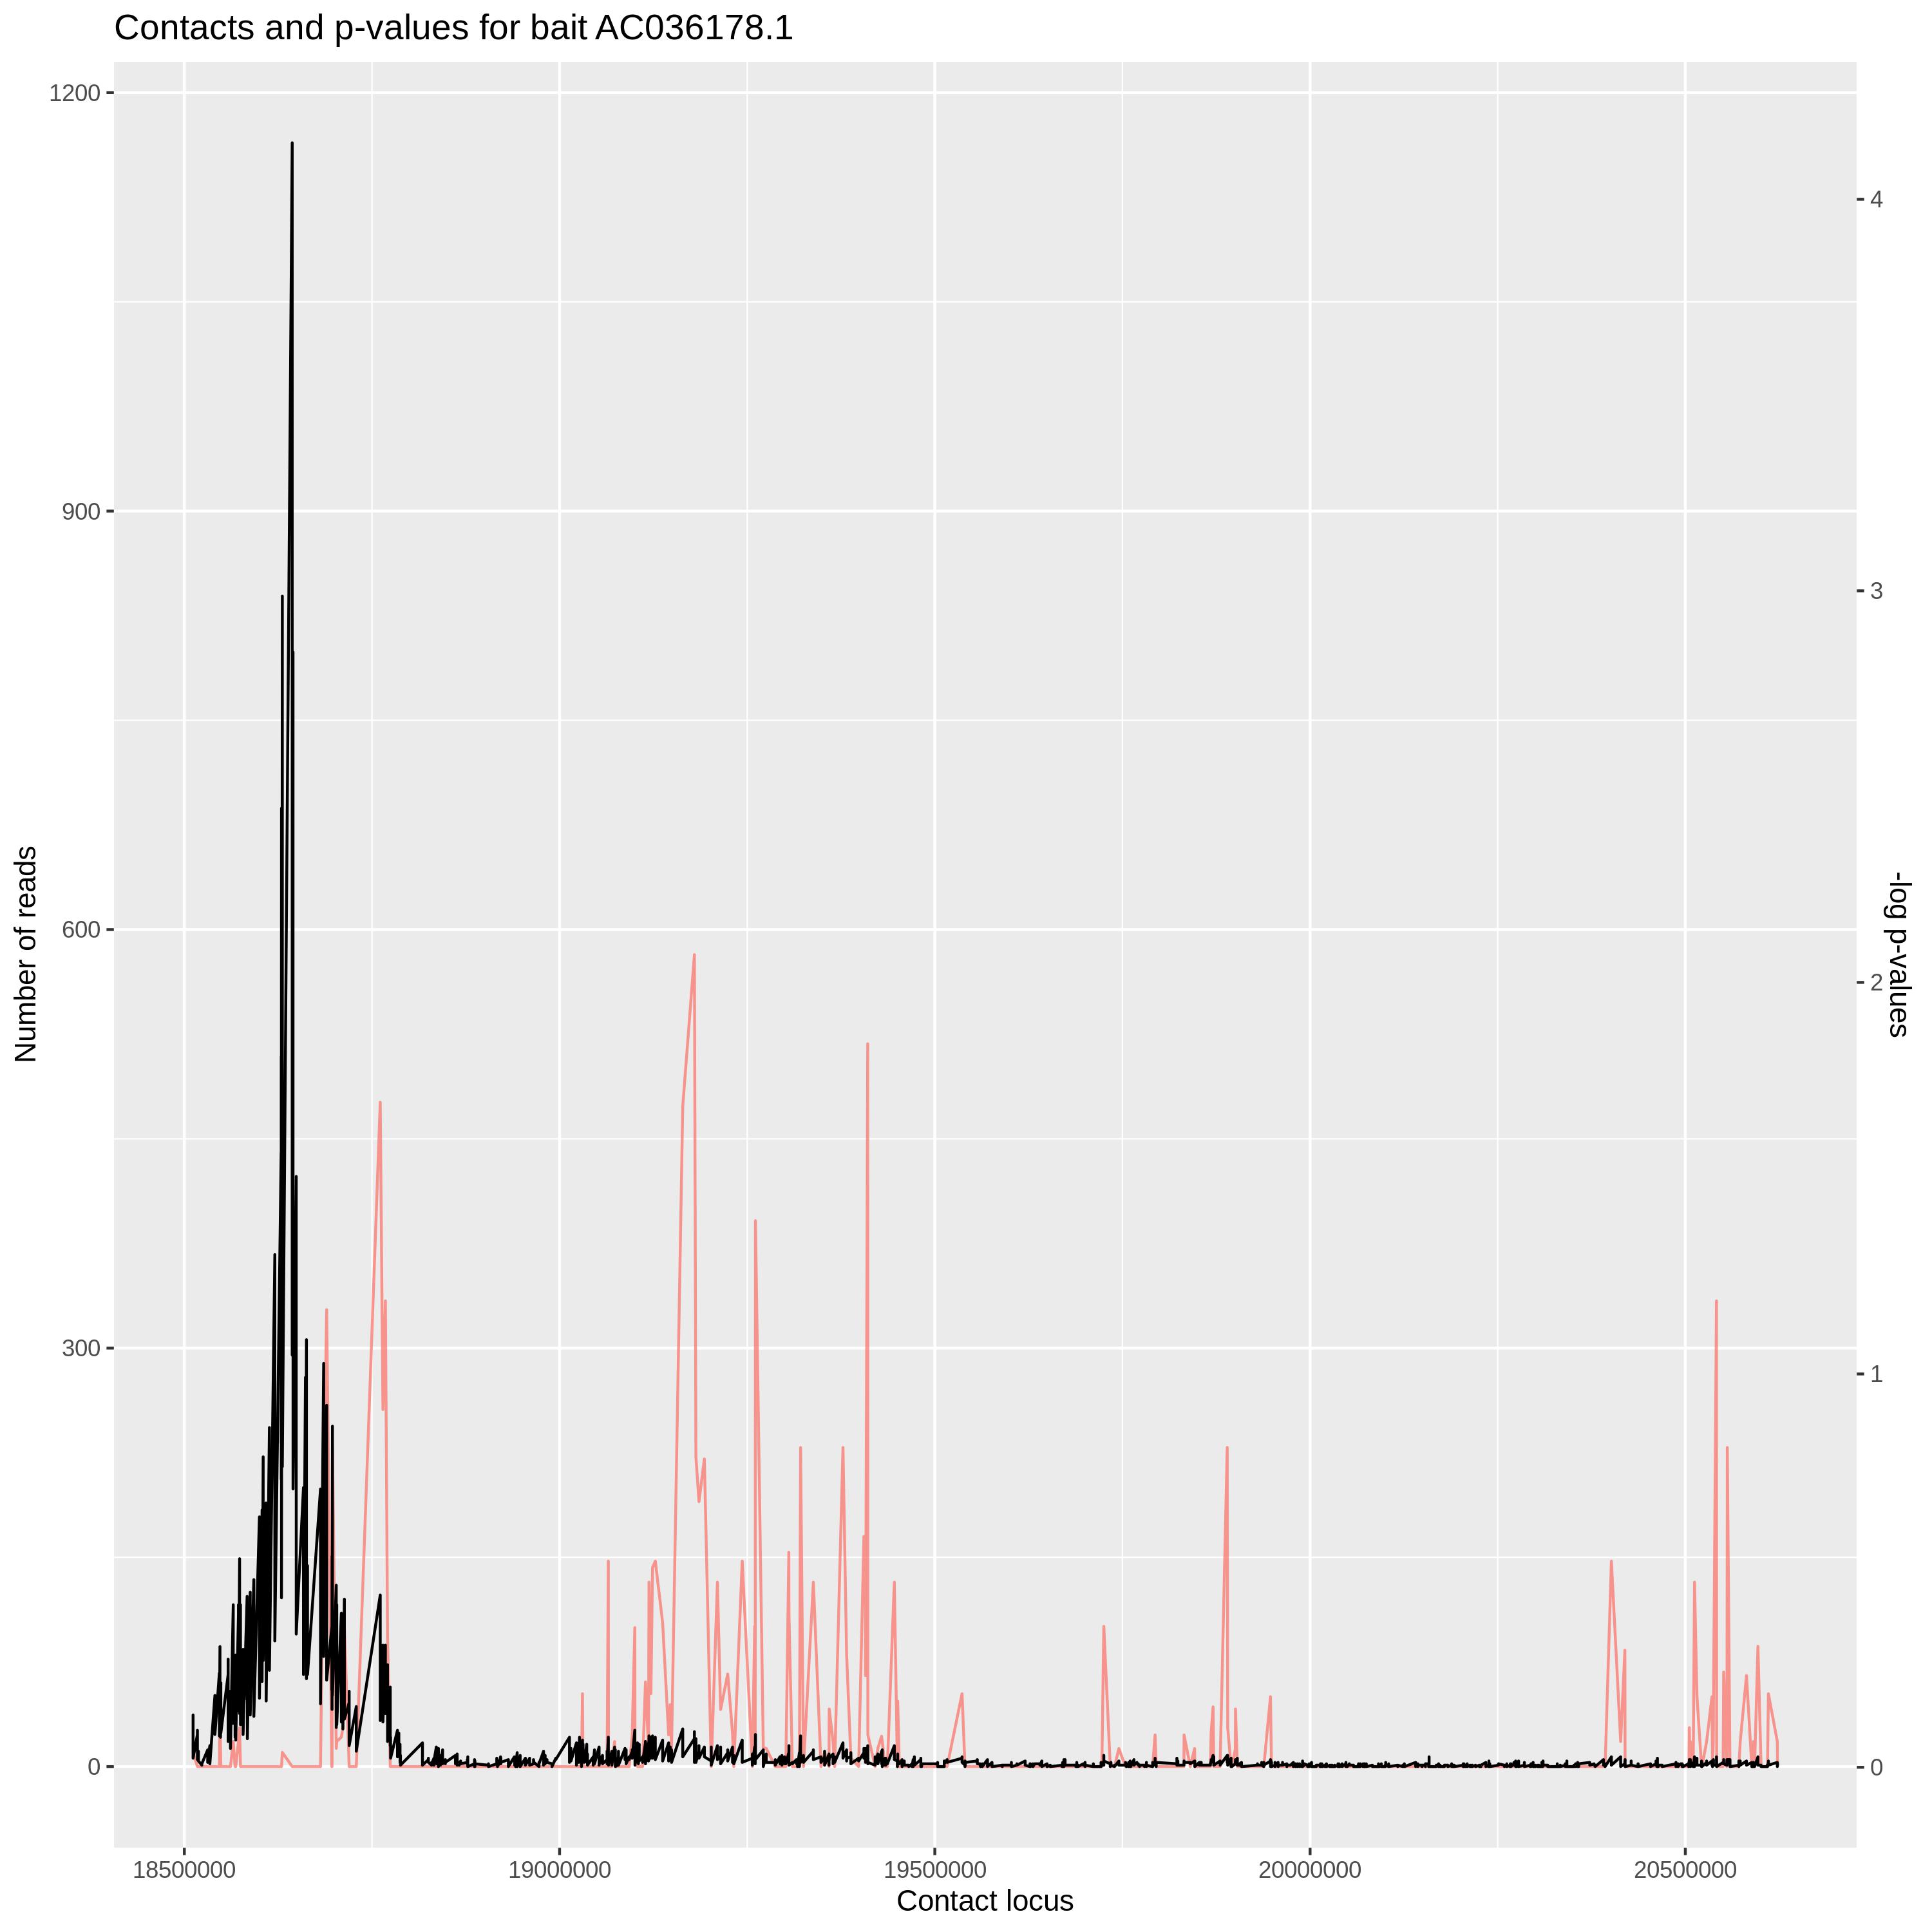 Contacts and p-values for bait AC036178.1
1200
900
600
300
0
Number of reads
4
3
2
1
0
-log p-values
18500000 19000000 19500000 20000000 20500000
Contact locus